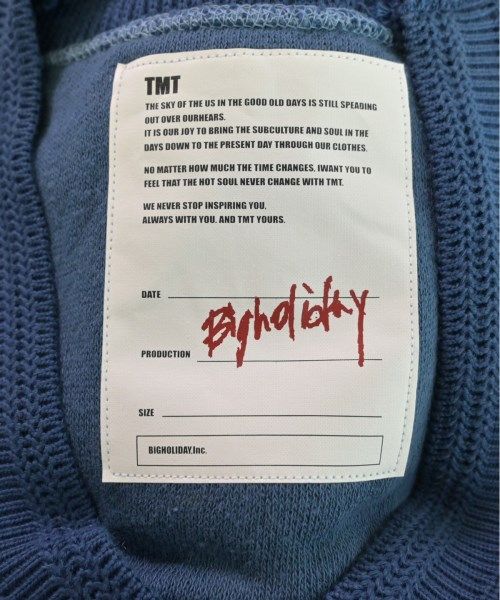 TMT
THE SKY OF THE US IN THE GOOD OLD DAYS IS STILL SPEADING
OUT OVER OURHEARS.
IT IS OUR JOY TO BRING THE SUBCULTURE AND SOUL IN THE
DAYS DOWN TO THE PRESENT DAY THROUGH OUR CLOTHES.
NO MATTER HOW MUCH THE TIME CHANGES, IWANT YOU TO
FEEL THAT THE HOT SOUL NEVER CHANGE WITH TMT.
WE NEVER STOP INSPIRING YOU,
ALWAYS WITH YOU. AND TMT YOURS.
DATE
Bigholiday
PRODUCTION
SIZE
BIGHOLIDAY.Inc.